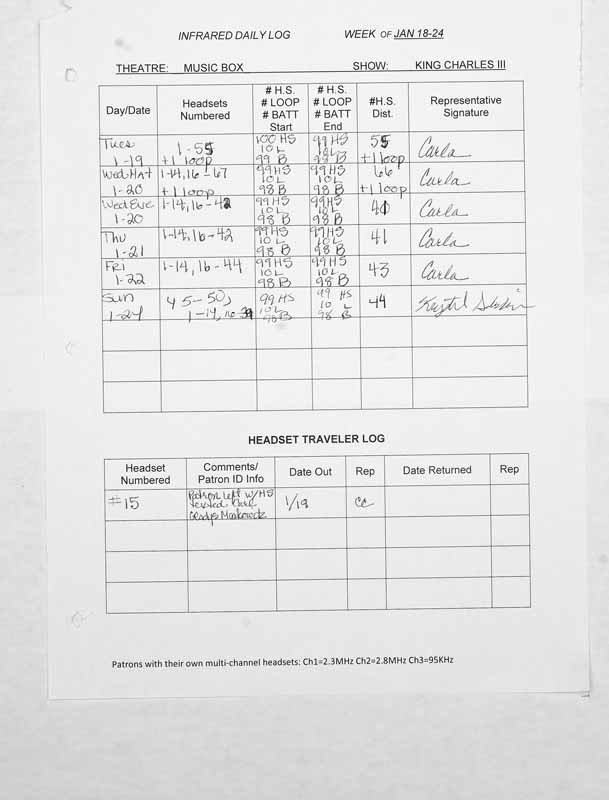 INFRARED DAILY LOG WEEK OF JAN 18-24
THEATRE: MUSIC BOX SHOW: KING CHARLES III
Day/Date Headsets Numbered # H.S. # LOOP # BATT Start # H.S. # LOOP # BATT End #H.S. Dist. Representative Signature
Tues 1-19 1-55 +1 loop 100 HS 10 L 99 B 99 HS 10 L 98 B 55 +1 loop Carla
Wed.Mat 1-20 1-14,16-67 +1 loop 99 HS 10 L 98 B 99 HS 10 L 98 B 66 +1 loop Carla
Wed Eve 1-20 1-14,16-42 99 HS 10 L 98 B 99 HS 10 L 98 B 41 Carla
Thu 1-21 1-14,16-42 99 HS 10 L 98 B 99 HS 10 L 98 B 41 Carla
Fri 1-22 1-14,16-44 99 HS 10 L 98 B 99 HS 10 L 98 B 43 Carla
Sun 1-24 45-50, 1-14,16-39 99 HS 10 L 98 B 99 HS 10 L 98 B 44
HEADSET TRAVELER LOG
Headset Numbered Comments/ Patron ID Info Date Out Rep Date Returned Rep
#15 Patron Left w/HS Gladys 1/19 CC
Patrons with their own multi-channel headsets: Ch1=2.3MHz Ch2=2.8MHz Ch3=95KHz